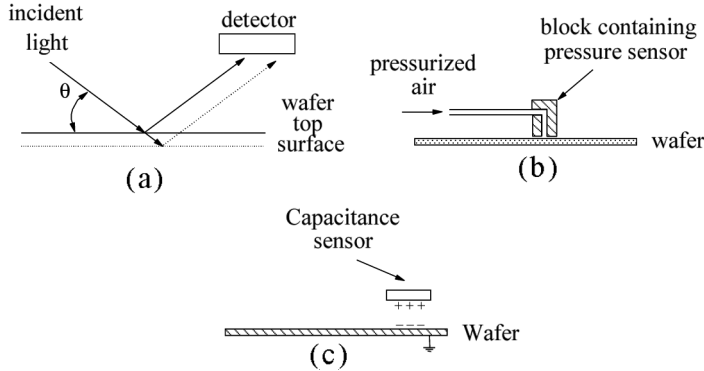 incident
light
θ
detector
wafer
top
surface
(a)
pressurized
air
block containing
pressure sensor
wafer
(b)
Capacitance
sensor
+++
−−−
Wafer
(c)